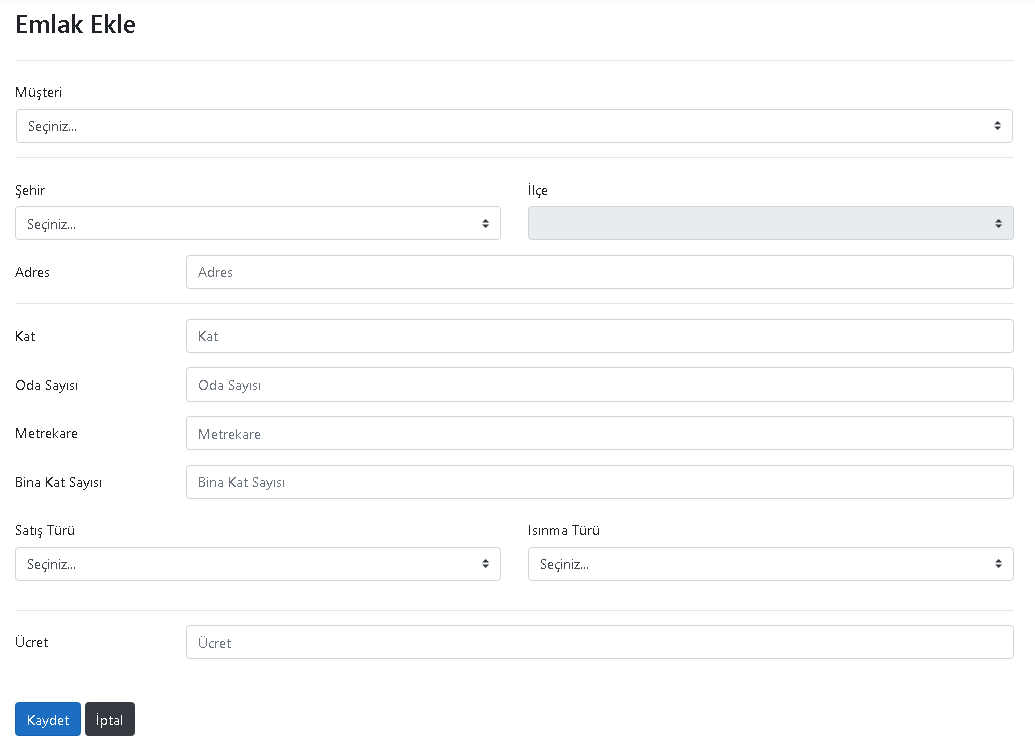 Emlak Ekle
Müşteri
Seçiniz...
Şehir İlçe
Seçiniz...
Adres Adres
Kat Kat
Oda Sayısı Oda Sayısı
Metrekare Metrekare
Bina Kat Sayısı Bina Kat Sayısı
Satış Türü Isınma Türü
Seçiniz... Seçiniz...
Ücret Ücret
Kaydet İptal